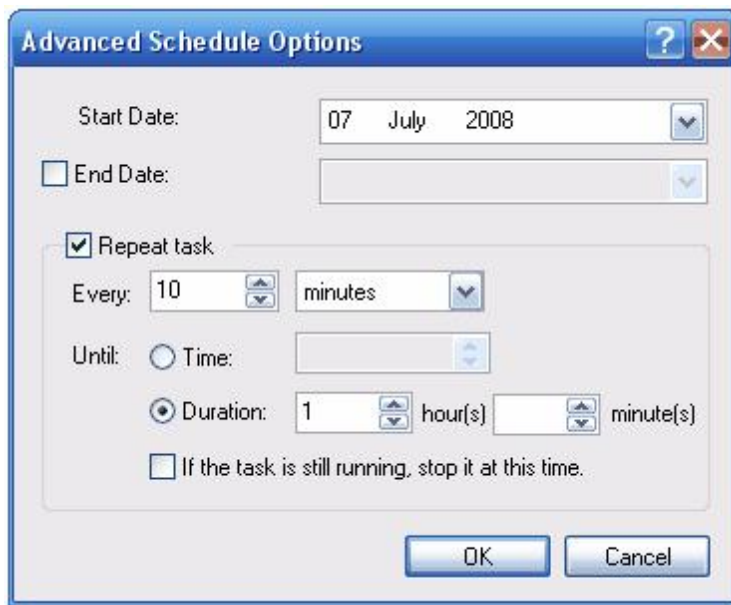 Advanced Schedule Options
Start Date: 07 July 2008
End Date:
Repeat task
Every: 10 minutes
Until: Time:
Duration: 1 hour(s) minute(s)
If the task is still running, stop it at this time.
OK Cancel